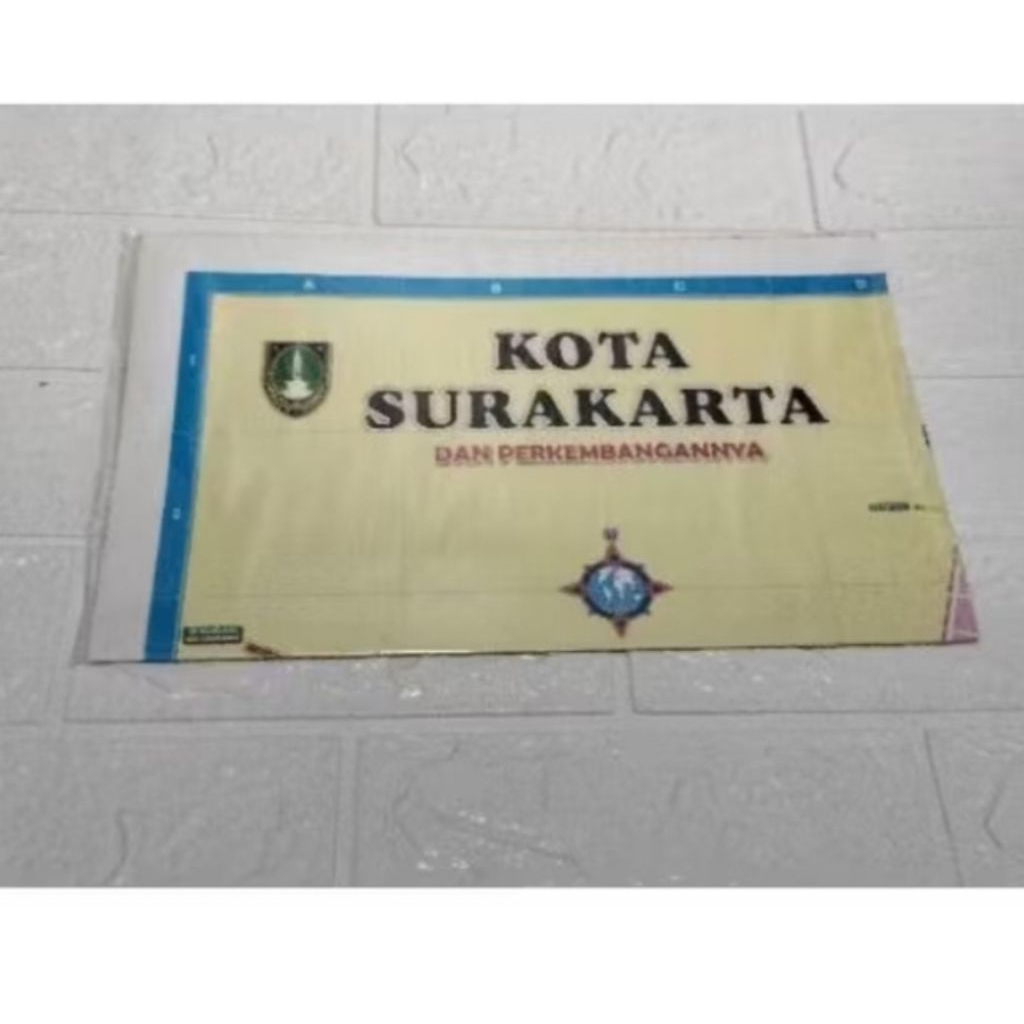 A B C D
KOTA
SURAKARTA
DAN PERKEMBANGANNYA
U